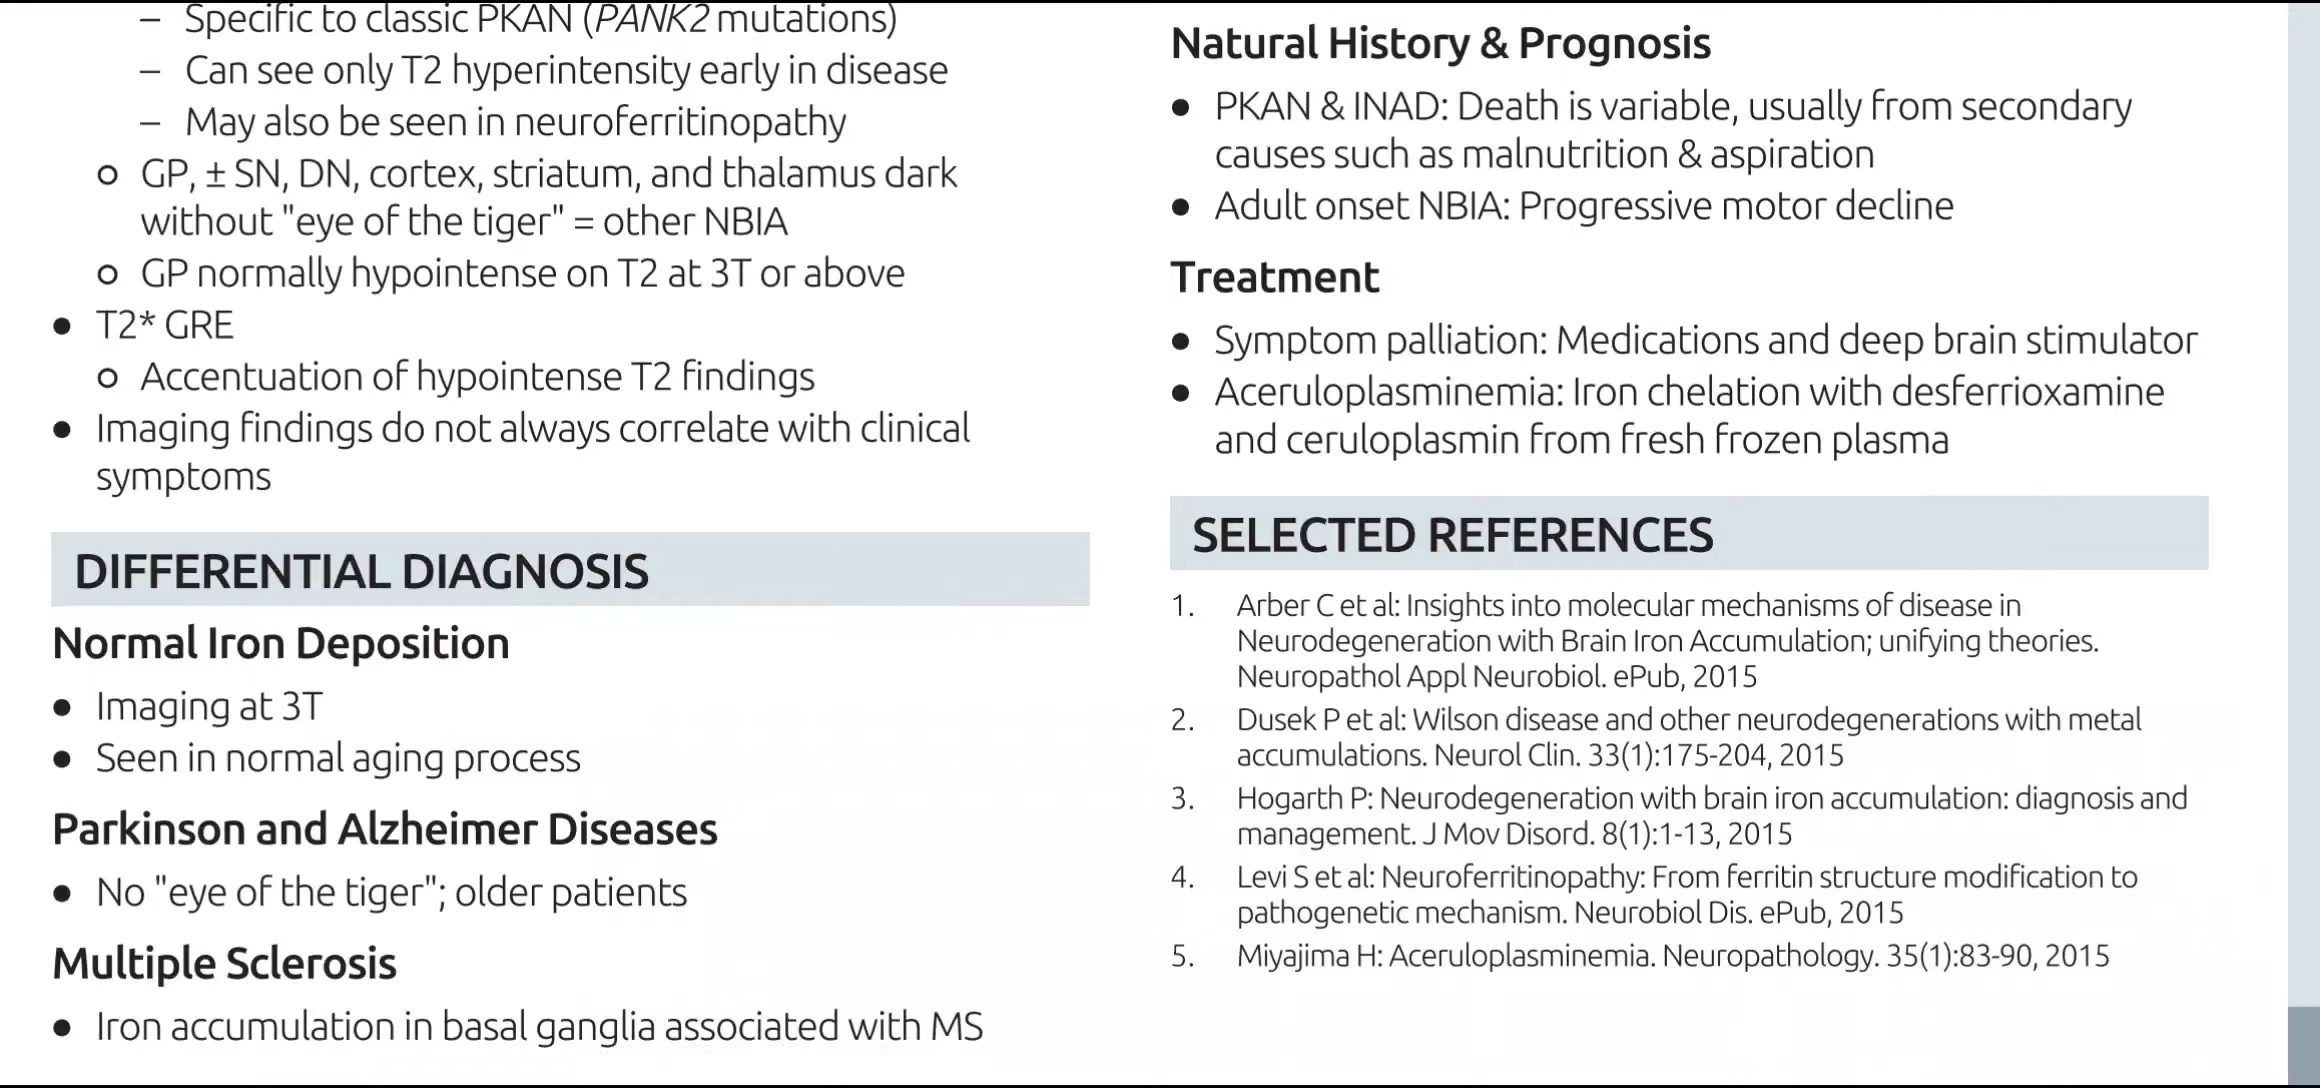 – Specific to classic PKAN (PANK2 mutations)
– Can see only T2 hyperintensity early in disease
– May also be seen in neuroferritinopathy
○ GP, ± SN, DN, cortex, striatum, and thalamus dark
without "eye of the tiger" = other NBIA
○ GP normally hypointense on T2 at 3T or above
● T2* GRE
○ Accentuation of hypointense T2 findings
● Imaging findings do not always correlate with clinical
symptoms
DIFFERENTIAL DIAGNOSIS
Normal Iron Deposition
● Imaging at 3T
● Seen in normal aging process
Parkinson and Alzheimer Diseases
● No "eye of the tiger"; older patients
Multiple Sclerosis
● Iron accumulation in basal ganglia associated with MS
Natural History & Prognosis
● PKAN & INAD: Death is variable, usually from secondary
causes such as malnutrition & aspiration
● Adult onset NBIA: Progressive motor decline
Treatment
● Symptom palliation: Medications and deep brain stimulator
● Aceruloplasminemia: Iron chelation with desferrioxamine
and ceruloplasmin from fresh frozen plasma
SELECTED REFERENCES
1. Arber C et al: Insights into molecular mechanisms of disease in
Neurodegeneration with Brain Iron Accumulation; unifying theories.
Neuropathol Appl Neurobiol. ePub, 2015
2. Dusek P et al: Wilson disease and other neurodegenerations with metal
accumulations. Neurol Clin. 33(1):175-204, 2015
3. Hogarth P: Neurodegeneration with brain iron accumulation: diagnosis and
management. J Mov Disord. 8(1):1-13, 2015
4. Levi S et al: Neuroferritinopathy: From ferritin structure modification to
pathogenetic mechanism. Neurobiol Dis. ePub, 2015
5. Miyajima H: Aceruloplasminemia. Neuropathology. 35(1):83-90, 2015